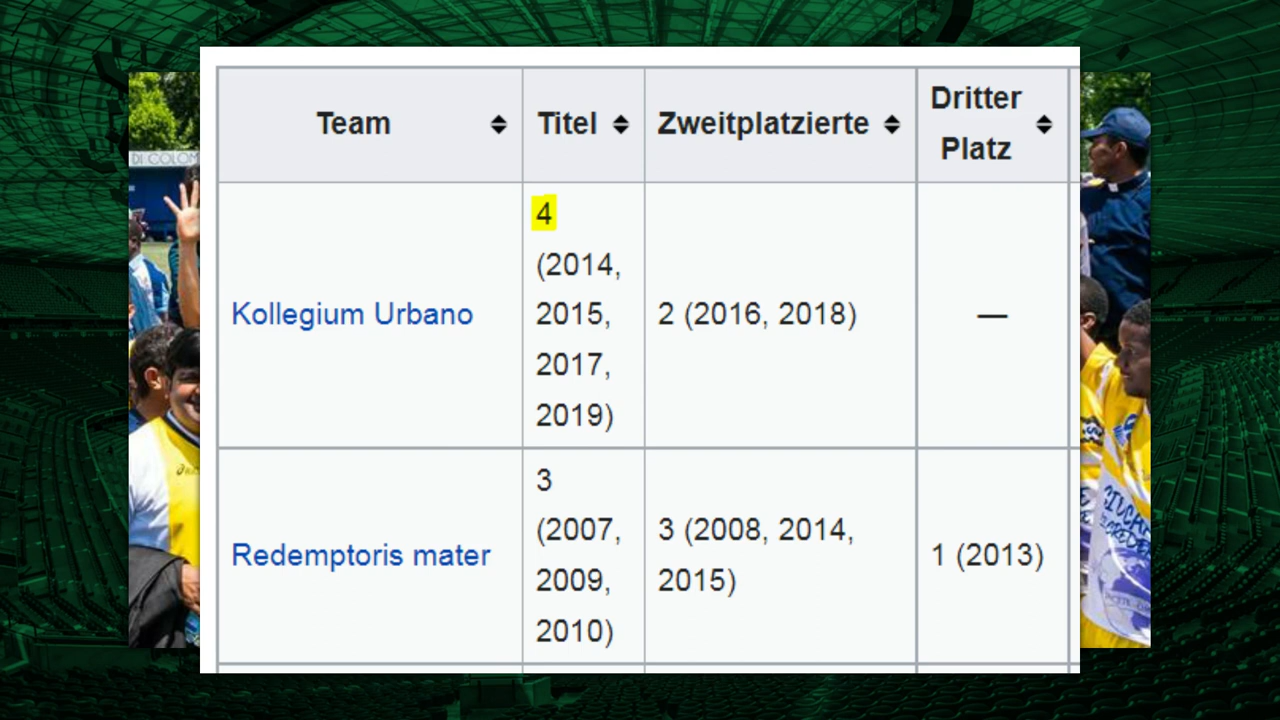 DI COLOM
Team
Titel
Zweitplatzierte
Dritter
Platz
Kollegium Urbano
4
(2014,
2015,
2017,
2019)
2 (2016, 2018)
—
Redemptoris mater
3
(2007,
2009,
2010)
3 (2008, 2014,
2015)
1 (2013)